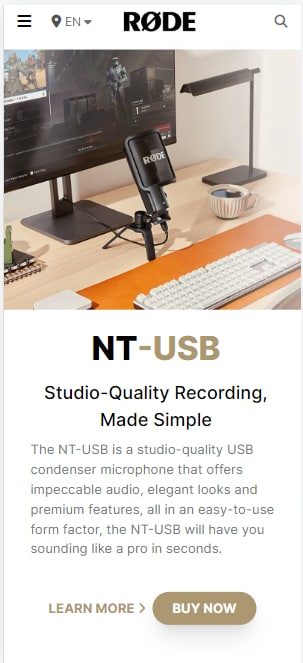 EN
RØDE
RØDE
NT-USB
Studio-Quality Recording,
Made Simple
The NT-USB is a studio-quality USB
condenser microphone that offers
impeccable audio, elegant looks and
premium features, all in an easy-to-use
form factor, the NT-USB will have you
sounding like a pro in seconds.
LEARN MORE
BUY NOW